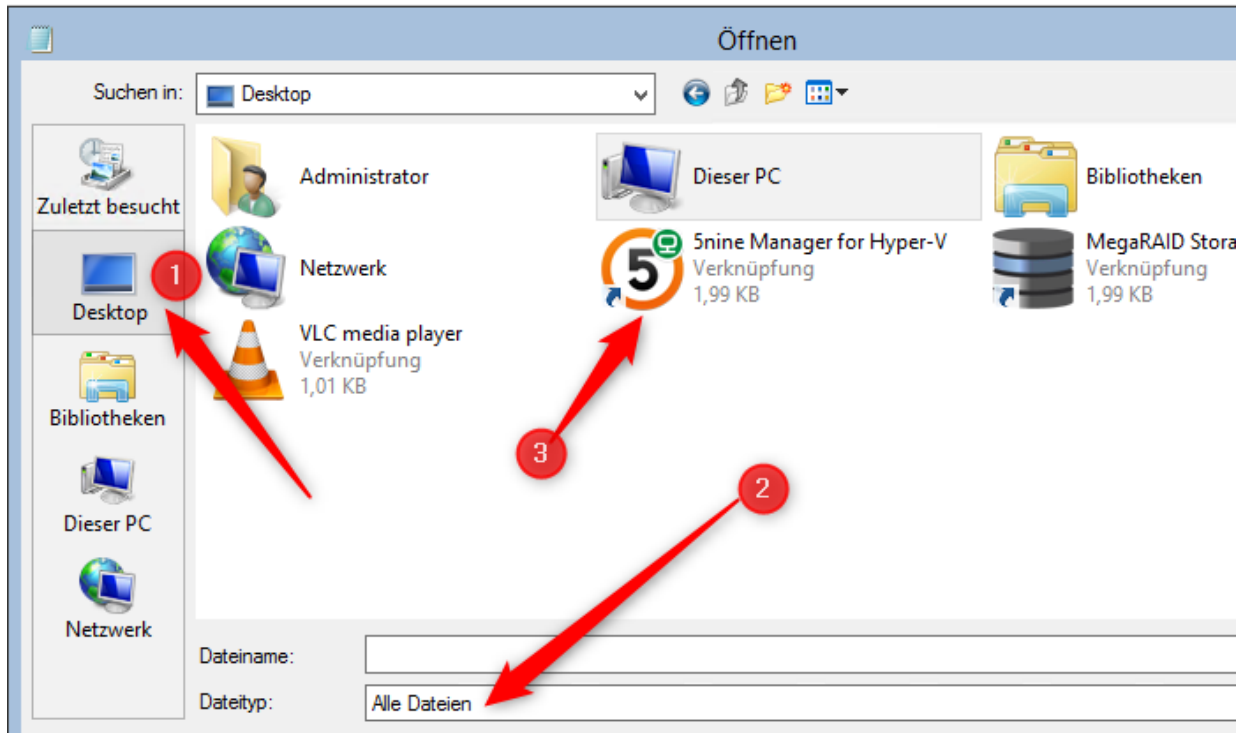 Öffnen
Suchen in:
Desktop
Zuletzt besucht
Desktop
1
Bibliotheken
Dieser PC
Netzwerk
Administrator
Dieser PC
Bibliotheken
Netzwerk
5
5nine Manager for Hyper-V
Verknüpfung
1,99 KB
MegaRAID Stora
Verknüpfung
1,99 KB
VLC media player
Verknüpfung
1,01 KB
3
2
Dateiname:
Dateityp:
Alle Dateien